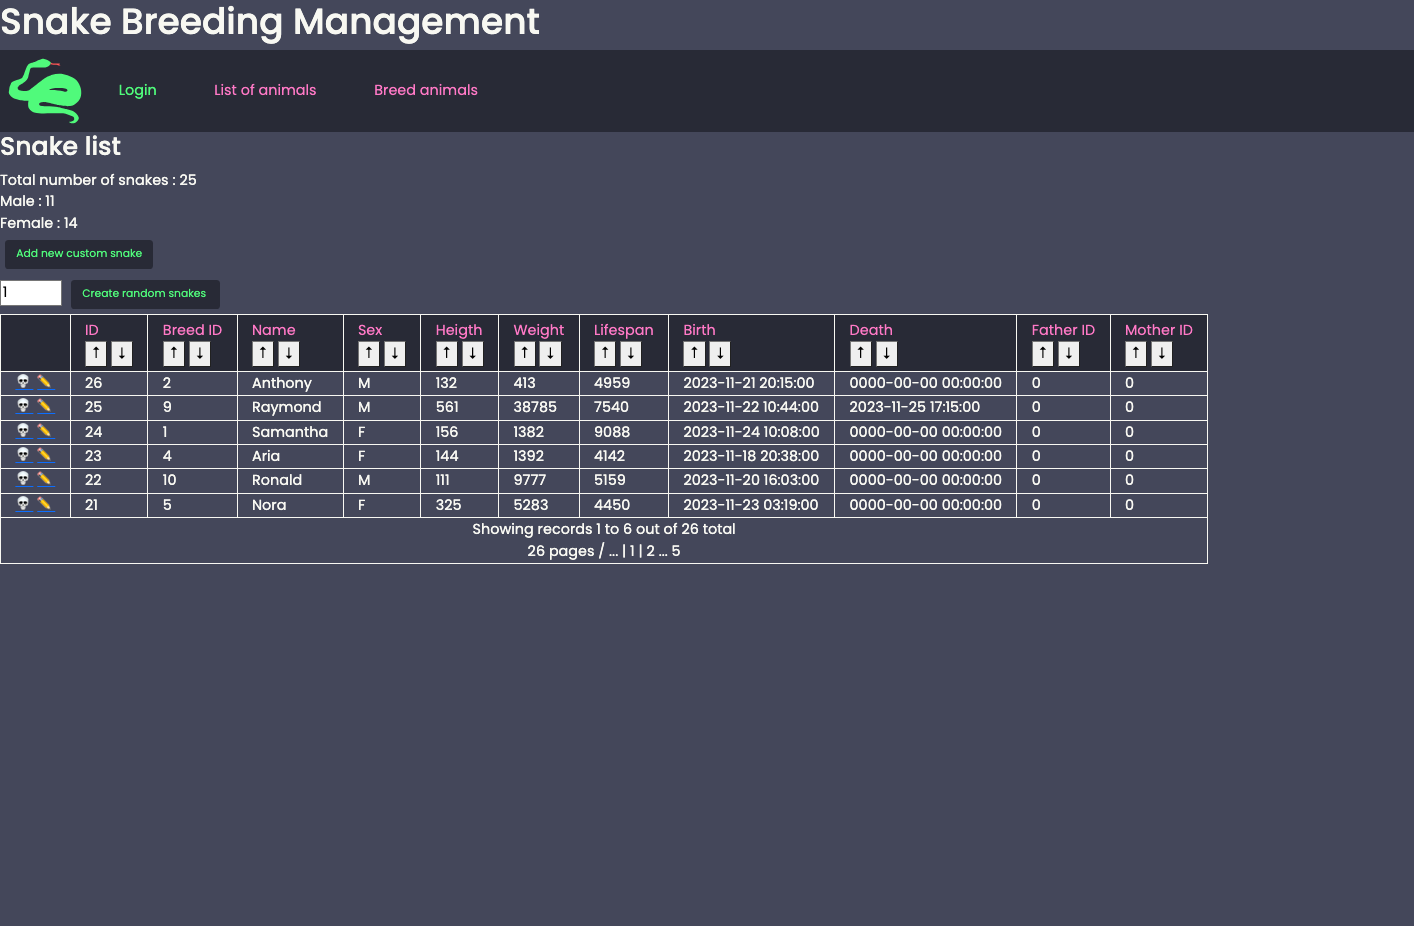 Snake Breeding Management
Login List of animals Breed animals
Snake list
Total number of snakes : 25
Male : 11
Female : 14
Add new custom snake
1 Create random snakes
ID Breed ID Name Sex Heigth Weight Lifespan Birth Death Father ID Mother ID
↑ ↓ ↑ ↓ ↑ ↓ ↑ ↓ ↑ ↓ ↑ ↓ ↑ ↓ ↑ ↓ ↑ ↓ ↑ ↓ ↑ ↓
26 2 Anthony M 132 413 4959 2023-11-21 20:15:00 0000-00-00 00:00:00 0 0
25 9 Raymond M 561 38785 7540 2023-11-22 10:44:00 2023-11-25 17:15:00 0 0
24 1 Samantha F 156 1382 9088 2023-11-24 10:08:00 0000-00-00 00:00:00 0 0
23 4 Aria F 144 1392 4142 2023-11-18 20:38:00 0000-00-00 00:00:00 0 0
22 10 Ronald M 111 9777 5159 2023-11-20 16:03:00 0000-00-00 00:00:00 0 0
21 5 Nora F 325 5283 4450 2023-11-23 03:19:00 0000-00-00 00:00:00 0 0
Showing records 1 to 6 out of 26 total
26 pages / ... | 1 | 2 ... 5